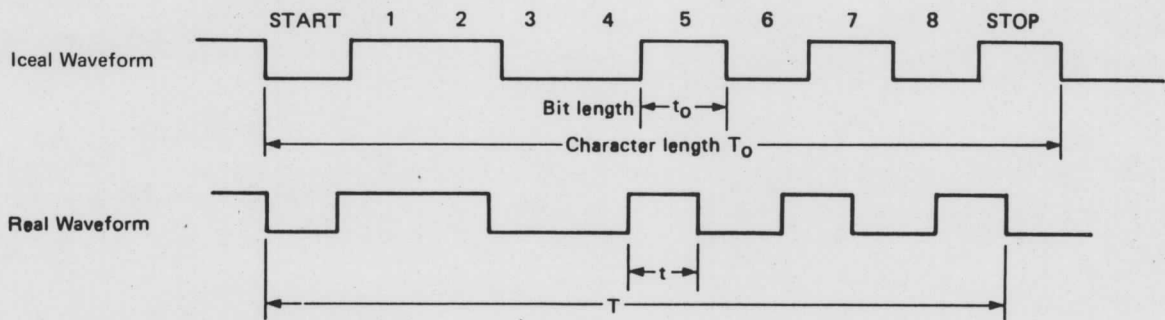 START 1 2 3 4 5 6 7 8 STOP
Iceal Waveform
Bit length t₀
Character length T₀
Real Waveform
t
T